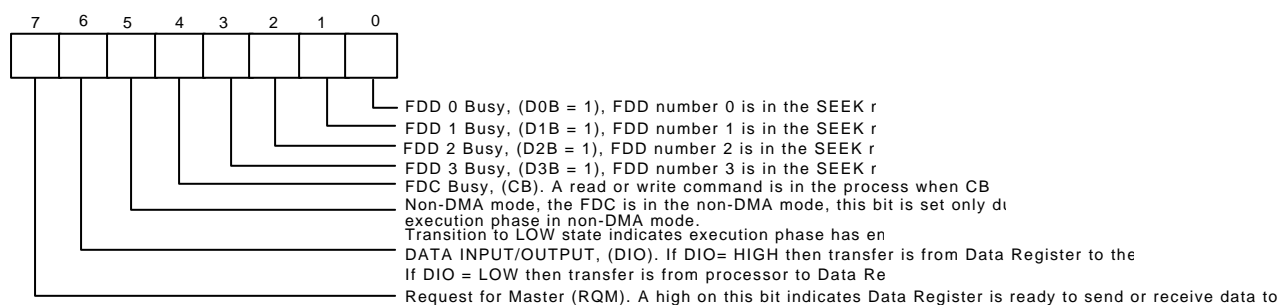 7 6 5 4 3 2 1 0
FDD 0 Busy, (D0B = 1), FDD number 0 is in the SEEK
FDD 1 Busy, (D1B = 1), FDD number 1 is in the SEEK
FDD 2 Busy, (D2B = 1), FDD number 2 is in the SEEK
FDD 3 Busy, (D3B = 1), FDD number 3 is in the SEEK
FDC Busy, (CB). A read or write command is in the process when CB
Non-DMA mode, the FDC is in the non-DMA mode, this bit is set only
execution phase in non-DMA mode.
Transition to LOW state indicates execution phase has
DATA INPUT/OUTPUT, (DIO). If DIO= HIGH then transfer is from Data Register to the
If DIO = LOW then transfer is from processor to Data
Request for Master (RQM). A high on this bit indicates Data Register is ready to send or receive data to